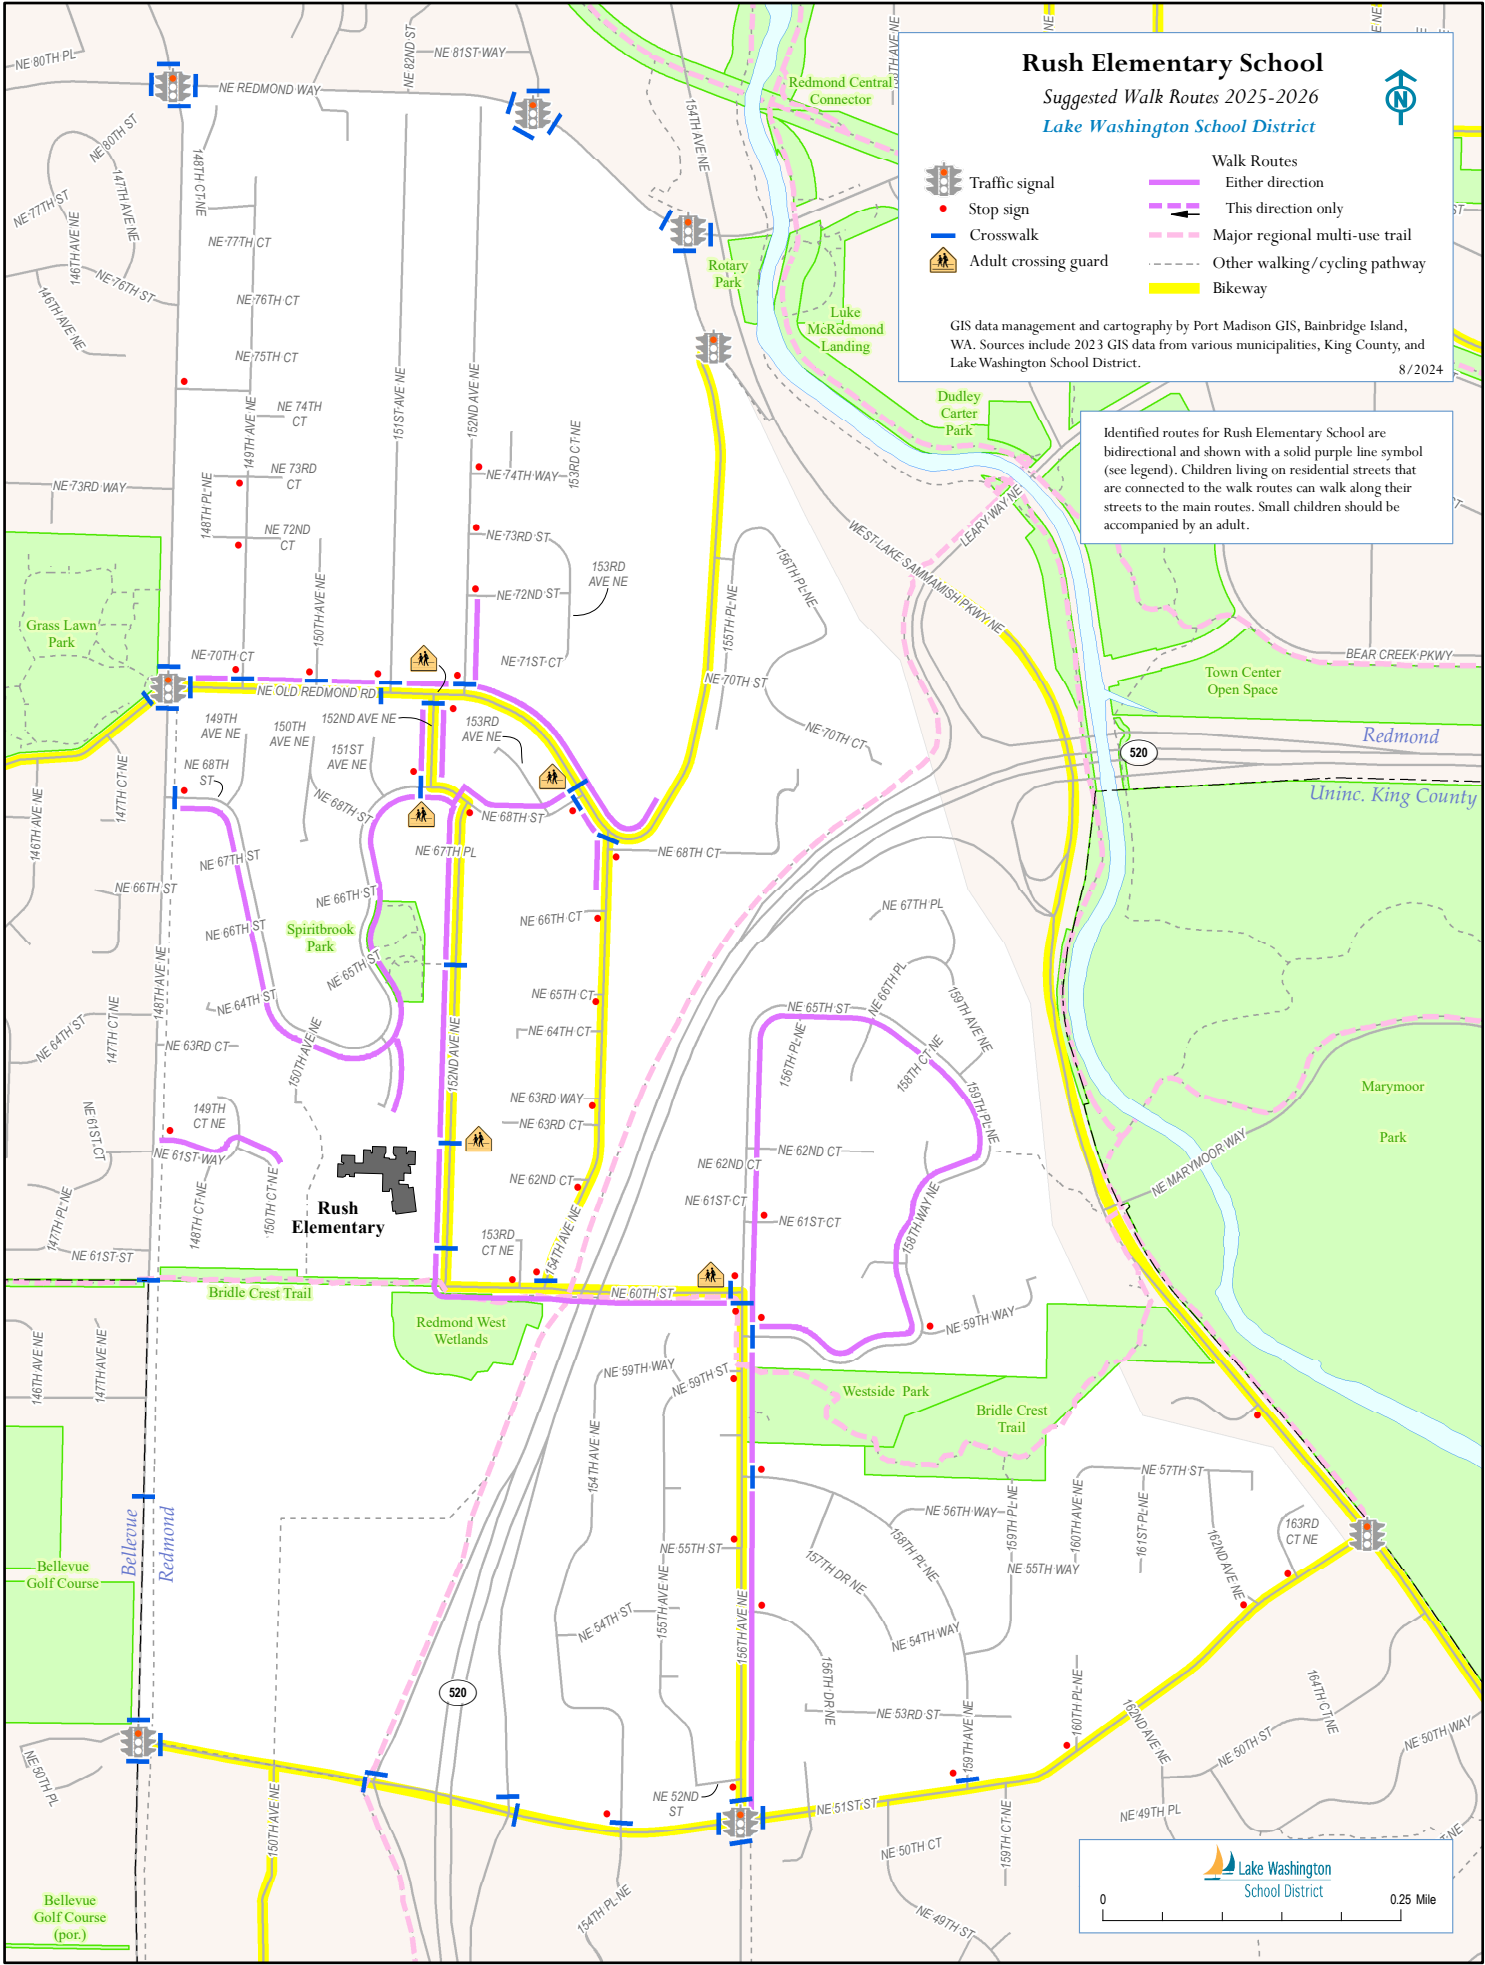 Rush Elementary School
Suggested Walk Routes 2025-2026
Lake Washington School District
N
Traffic signal
Stop sign
Crosswalk
Adult crossing guard
Walk Routes
Either direction
This direction only
Major regional multi-use trail
Other walking/cycling pathway
Bikeway
GIS data management and cartography by Port Madison GIS, Bainbridge Island,
WA. Sources include 2023 GIS data from various municipalities, King County, and
Lake Washington School District.
8/2024
Identified routes for Rush Elementary School are
bidirectional and shown with a solid purple line symbol
(see legend). Children living on residential streets that
are connected to the walk routes can walk along their
streets to the main routes. Small children should be
accompanied by an adult.
NE 80TH PL
NE 82ND ST
NE 81ST WAY
NE REDMOND WAY
NE 80TH ST
148TH CT NE
147TH AVE NE
NE 77TH ST
146TH AVE NE
NE 76TH ST
146TH AVE NE
NE 77TH CT
NE 76TH CT
NE 75TH CT
NE 74TH
CT
149TH AVE NE
151ST AVE NE
152ND AVE NE
153RD CT NE
NE 74TH WAY
NE 73RD
CT
NE 73RD WAY
148TH PL NE
NE 72ND
CT
NE 73RD ST
153RD
AVE NE
NE 72ND ST
150TH AVE NE
NE 71ST CT
NE 70TH CT
Grass Lawn
Park
NE OLD REDMOND RD
154TH AVE NE
Redmond Central
Connector
Rotary
Park
Luke
McRedmond
Landing
Dudley
Carter
Park
LEARY WAY NE
WEST LAKE SAMMAMISH PKWY NE
156TH PL NE
155TH PL NE
NE 70TH ST
NE 70TH CT
BEAR CREEK PKWY
Town Center
Open Space
Redmond
520
Uninc. King County
149TH
AVE NE
150TH
AVE NE
152ND AVE NE
153RD
AVE NE
151ST
AVE NE
NE 68TH
ST
NE 68TH ST
NE 68TH ST
147TH CT NE
146TH AVE NE
NE 67TH ST
NE 67TH PL
NE 68TH CT
NE 66TH ST
NE 66TH ST
NE 66TH ST
Spiritbrook
Park
NE 66TH CT
NE 67TH PL
NE 65TH ST
NE 65TH CT
NE 66TH PL
148TH AVE NE
NE 64TH ST
NE 64TH ST
147TH CT NE
NE 64TH CT
NE 65TH ST
159TH AVE NE
NE 63RD CT
150TH AVE NE
152ND AVE NE
156TH PL NE
158TH CT NE
159TH PL NE
NE 63RD WAY
NE 63RD CT
Marymoor
Park
NE 61ST CT
149TH
CT NE
NE 61ST WAY
NE 62ND CT
NE 62ND CT
NE 62ND CT
NE MARYMOOR WAY
147TH PL NE
148TH CT NE
150TH CT NE
Rush
Elementary
NE 61ST CT
NE 61ST CT
158TH WAY NE
153RD
CT NE
154TH AVE NE
NE 61ST ST
Bridle Crest Trail
NE 60TH ST
Redmond West
Wetlands
NE 59TH WAY
146TH AVE NE
147TH AVE NE
NE 59TH WAY
NE 59TH ST
Westside Park
Bridle Crest
Trail
154TH AVE NE
NE 57TH ST
NE 56TH WAY
159TH PL NE
160TH AVE NE
161ST PL NE
162ND AVE NE
163RD
CT NE
Bellevue
Redmond
NE 55TH ST
157TH DR NE
158TH PL NE
NE 55TH WAY
Bellevue
Golf Course
NE 54TH ST
155TH AVE NE
156TH AVE NE
NE 54TH WAY
156TH DR NE
520
NE 53RD ST
159TH AVE NE
160TH PL NE
162ND AVE NE
164TH CT NE
NE 50TH ST
NE 50TH WAY
NE 50TH PL
NE 52ND
ST
NE 51ST ST
150TH AVE NE
NE 50TH CT
159TH CT NE
NE 49TH PL
154TH PL NE
NE 49TH ST
Bellevue
Golf Course
(por.)
Lake Washington
School District
0
0.25 Mile